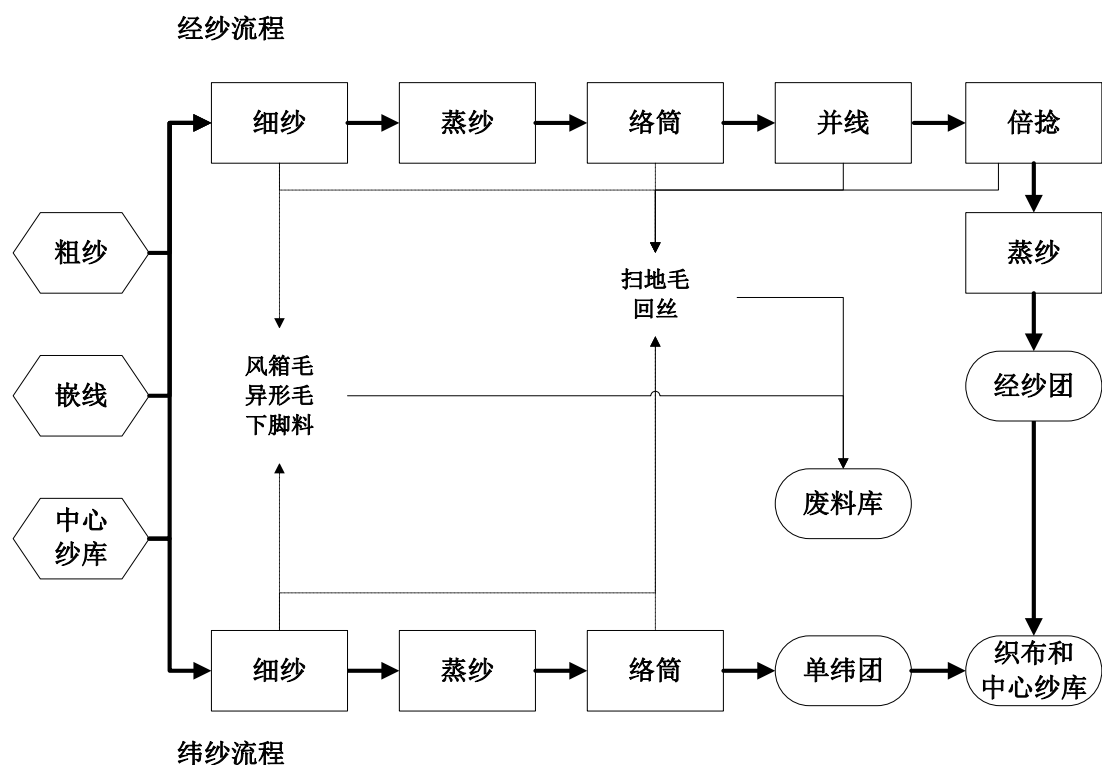 经纱流程
细纱
蒸纱
络筒
并线
倍捻
粗纱
蒸纱
扫地毛
回丝
风箱毛
异形毛
下脚料
嵌线
经纱团
中心
纱库
废料库
细纱
蒸纱
络筒
单纬团
织布和
中心纱库
纬纱流程